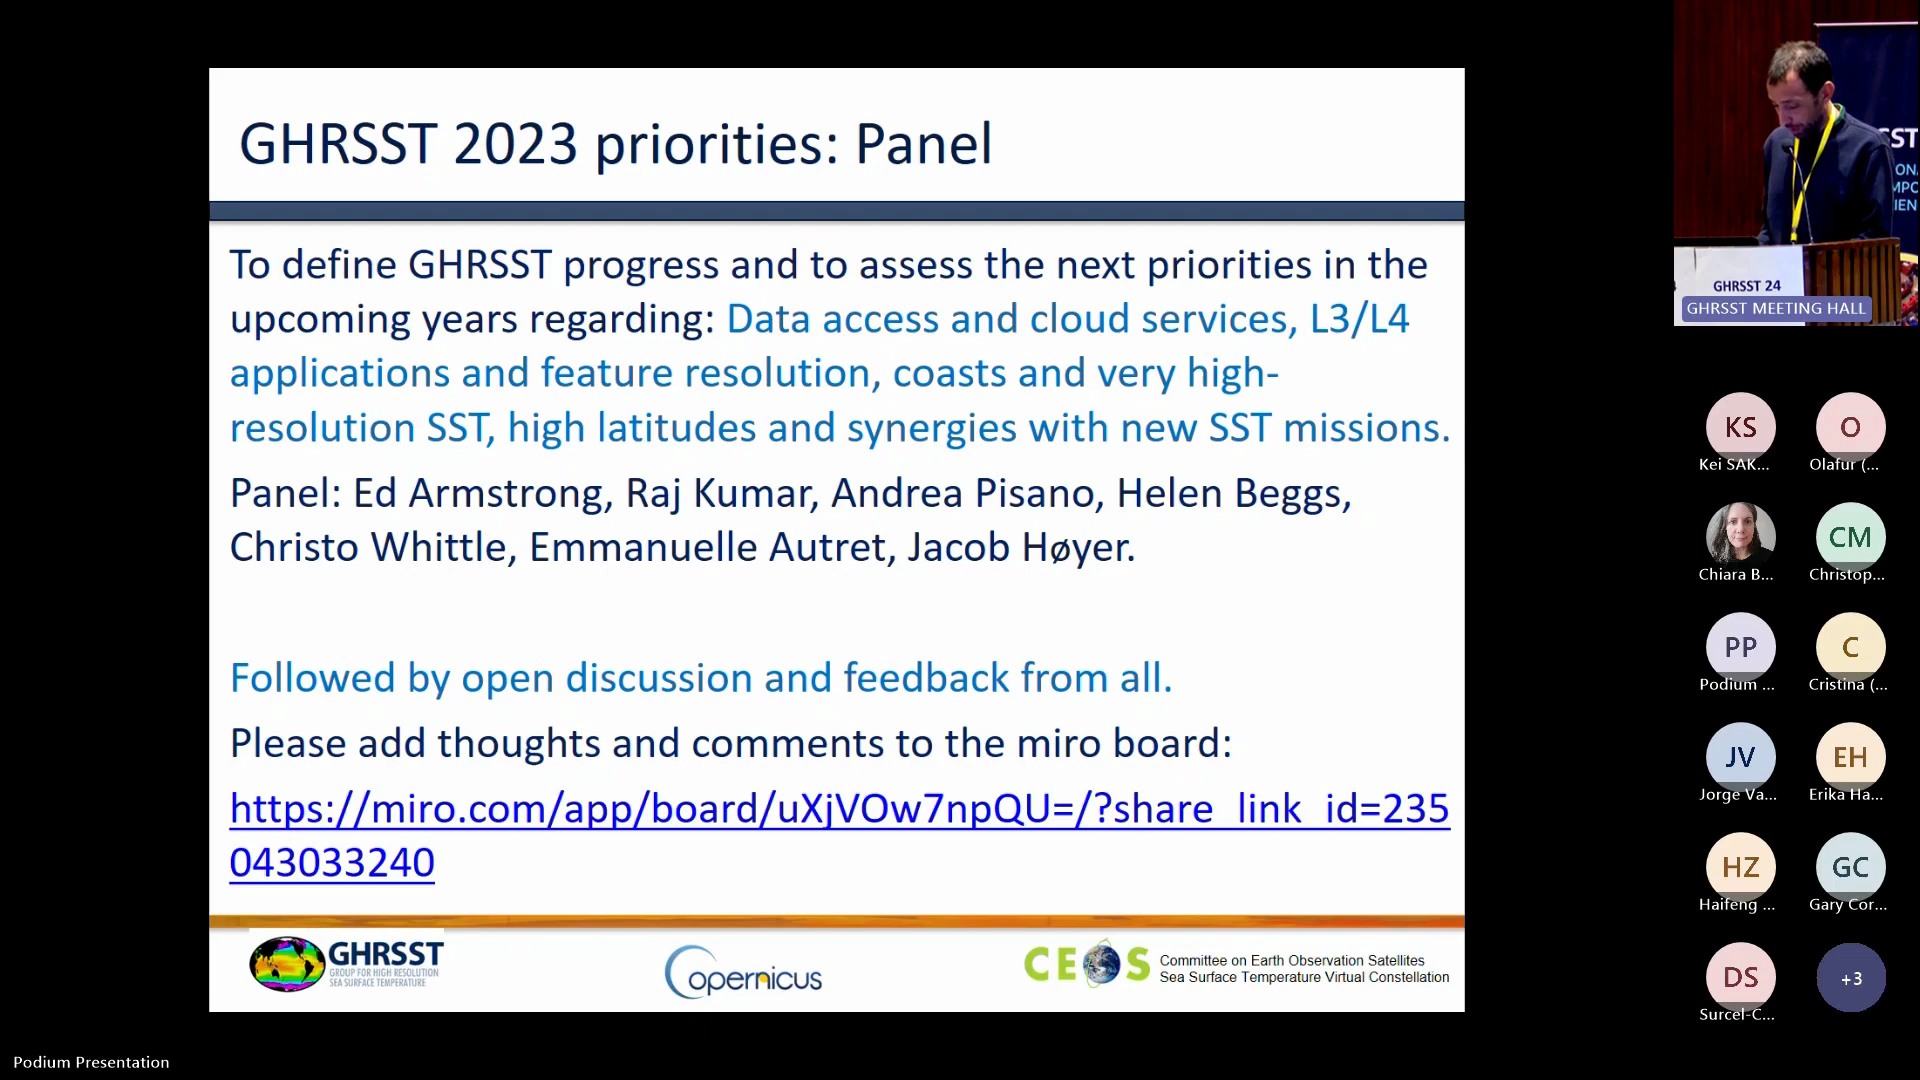 GHRSST 2023 priorities: Panel
To define GHRSST progress and to assess the next priorities in the
upcoming years regarding: Data access and cloud services, L3/L4
applications and feature resolution, coasts and very high-
resolution SST, high latitudes and synergies with new SST missions.
Panel: Ed Armstrong, Raj Kumar, Andrea Pisano, Helen Beggs,
Christo Whittle, Emmanuelle Autret, Jacob Høyer.
Followed by open discussion and feedback from all.
Please add thoughts and comments to the miro board:
https://miro.com/app/board/uXjVOw7npQU=/?share_link_id=235
043033240
GHRSST
GROUP FOR HIGH RESOLUTION
SEA SURFACE TEMPERATURE
Copernicus
CEOS
Committee on Earth Observation Satellites
Sea Surface Temperature Virtual Constellation
Podium Presentation
SST
ON
MPO
IEN
GHRSST 24
GHRSST MEETING HALL
KS
Kei SAK...
O
Olafur (...
Chiara B...
CM
Christop...
PP
Podium ...
C
Cristina (...
JV
Jorge Va...
EH
Erika Ha...
HZ
Haifeng ...
GC
Gary Cor...
DS
Surcel-C...
+3